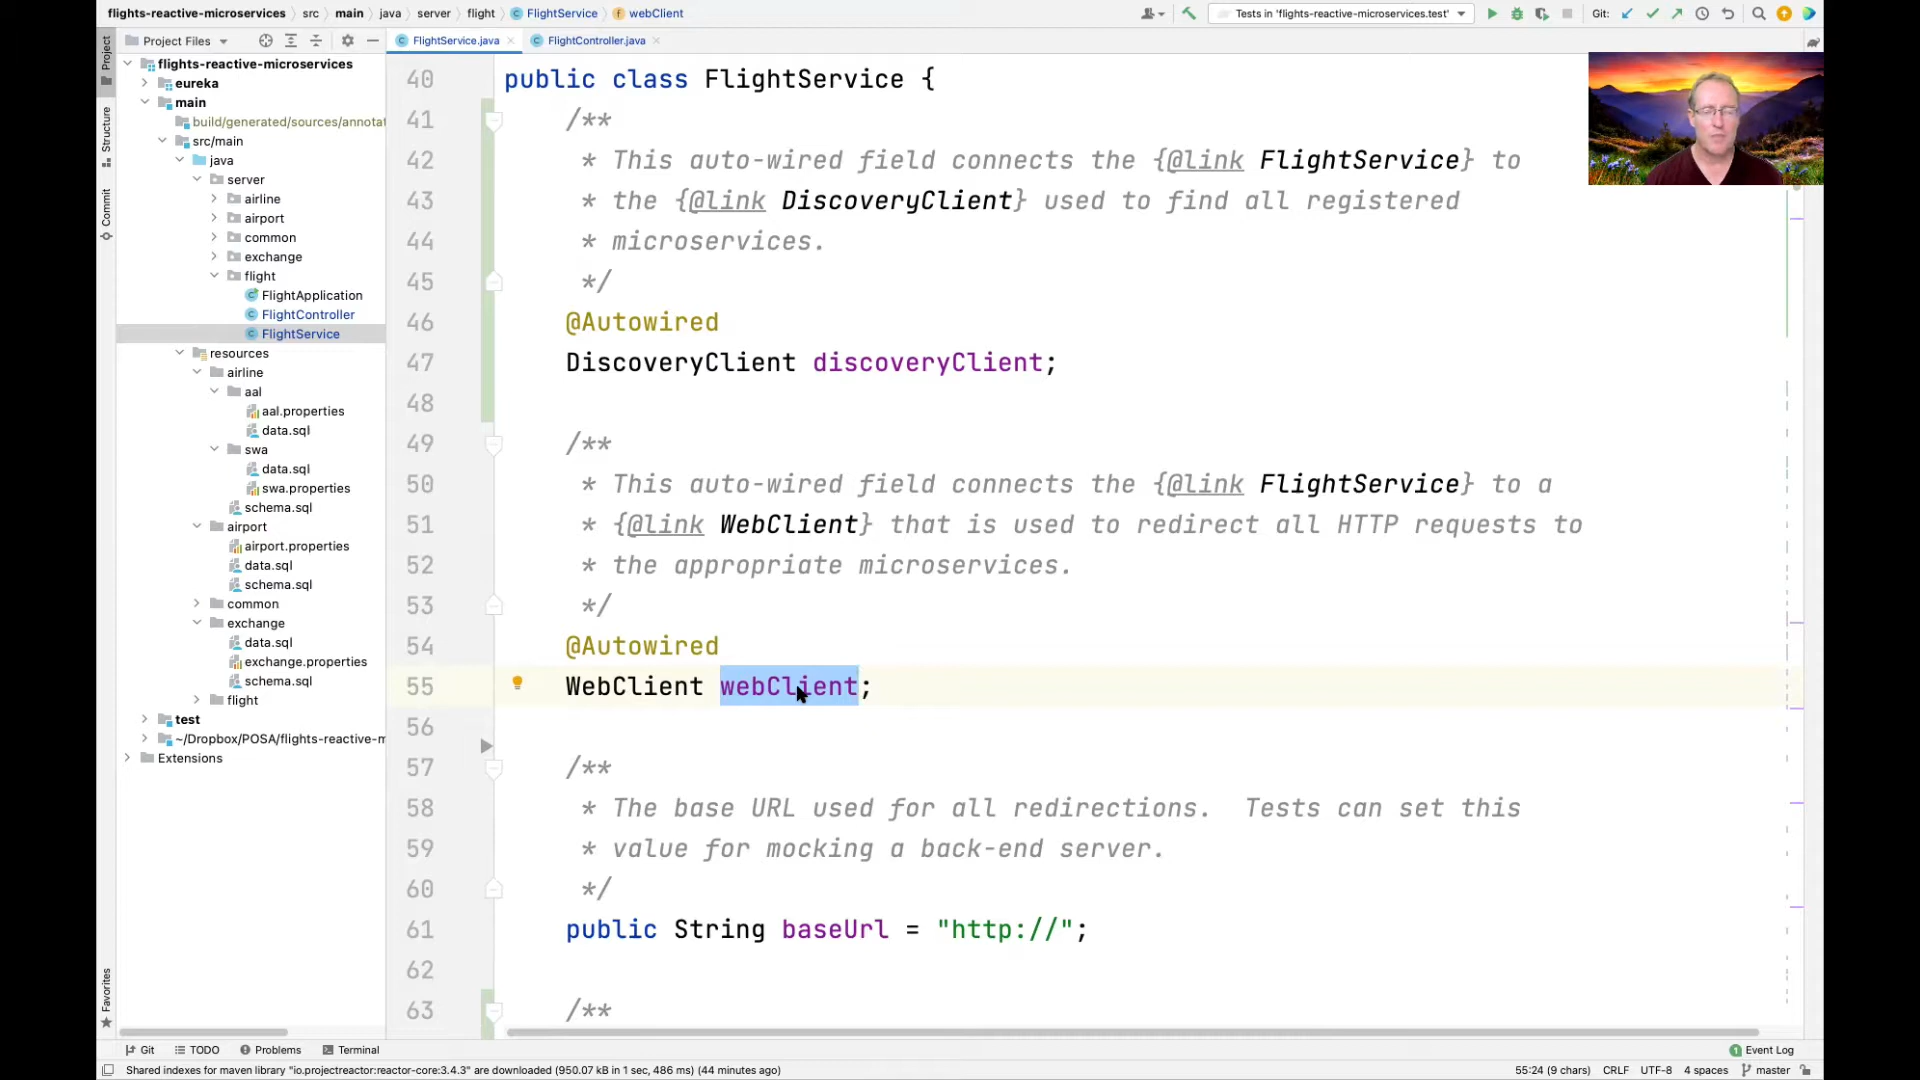 flights-reactive-microservices src main java server flight FlightService webClient
Tests in 'flights-reactive-microservices.test'
Git:
Project Files
FlightService.java
FlightController.java
Project
Structure
Commit
Favorites
flights-reactive-microservices
eureka
main
build/generated/sources/annotat
src/main
java
server
airline
airport
common
exchange
flight
FlightApplication
FlightController
FlightService
resources
airline
aal
aal.properties
data.sql
swa
data.sql
swa.properties
schema.sql
airport
airport.properties
data.sql
schema.sql
common
exchange
data.sql
exchange.properties
schema.sql
flight
test
~/Dropbox/POSA/flights-reactive-m
Extensions
40 public class FlightService {
41 /**
42 * This auto-wired field connects the {@link FlightService} to
43 * the {@link DiscoveryClient} used to find all registered
44 * microservices.
45 */
46 @Autowired
47 DiscoveryClient discoveryClient;
48
49 /**
50 * This auto-wired field connects the {@link FlightService} to a
51 * {@link WebClient} that is used to redirect all HTTP requests to
52 * the appropriate microservices.
53 */
54 @Autowired
55 WebClient webClient;
56
57 /**
58 * The base URL used for all redirections.  Tests can set this
59 * value for mocking a back-end server.
60 */
61 public String baseUrl = "http://";
62
63 /**
Git TODO Problems Terminal
1 Event Log
Shared indexes for maven library "io.projectreactor:reactor-core:3.4.3" are downloaded (950.07 kB in 1 sec, 486 ms) (44 minutes ago)
55:24 (9 chars) CRLF UTF-8 4 spaces master